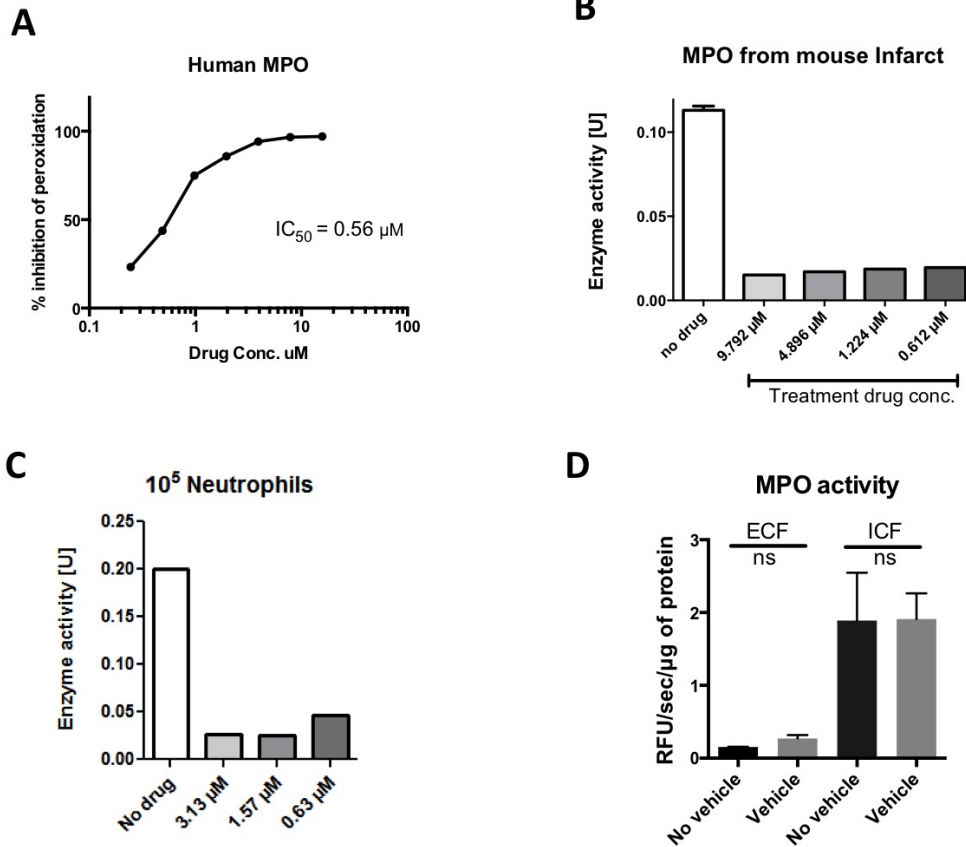 A
Human MPO
% inhibition of peroxidation
100
50
0
0.1
1
10
100
IC50 = 0.56 µM
Drug Conc. uM
B
MPO from mouse Infarct
Enzyme activity [U]
0.10
0.05
0.00
no drug
9.792 µM
4.896 µM
1.224 µM
0.612 µM
Treatment drug conc.
C
10⁵ Neutrophils
Enzyme activity [U]
0.25
0.20
0.15
0.10
0.05
0.00
No drug
3.13 µM
1.57 µM
0.63 µM
D
MPO activity
RFU/sec/µg of protein
3
2
1
0
ECF
ns
ICF
ns
No vehicle
Vehicle
No vehicle
Vehicle